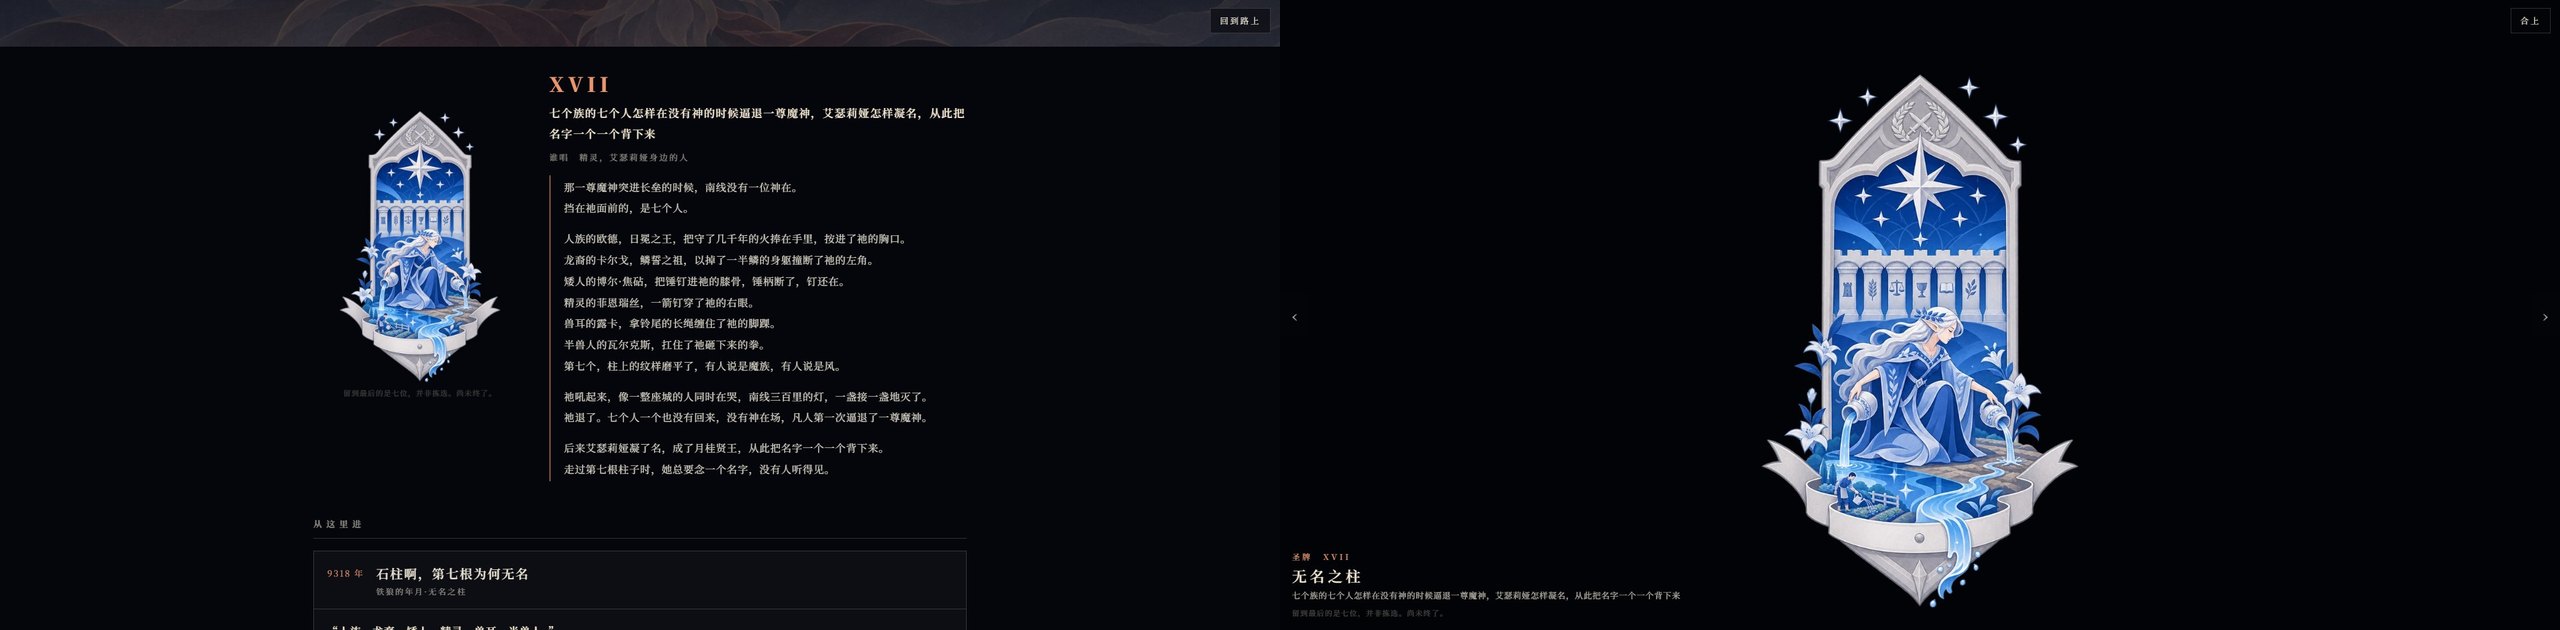 回到路上
XVII
七个族的七个人怎样在没有神的时候逼退一尊魔神，艾瑟莉娅怎样凝名，从此把
名字一个一个背下来
谁唱　精灵，艾瑟莉娅身边的人
那一尊魔神突进长垒的时候，南线没有一位神在。
挡在祂面前的，是七个人。
人族的欧德，日冕之王，把守了几千年的火捧在手里，按进了祂的胸口。
龙裔的卡尔戈，鳞誓之祖，以掉了一半鳞的身躯撞断了祂的左角。
矮人的博尔·焦砧，把锤钉进祂的膝骨，锤柄断了，钉还在。
精灵的菲恩瑞丝，一箭钉穿了祂的右眼。
兽耳的露卡，拿铃尾的长绳缠住了祂的脚踝。
半兽人的瓦尔克斯，扛住了祂砸下来的拳。
第七个，柱上的纹样磨平了，有人说是魔族，有人说是风。
祂吼起来，像一整座城的人同时在哭，南线三百里的灯，一盏接一盏地灭了。
祂退了。七个人一个也没有回来，没有神在场，凡人第一次逼退了一尊魔神。
后来艾瑟莉娅凝了名，成了月桂贤王，从此把名字一个一个背下来。
走过第七根柱子时，她总要念一个名字，没有人听得见。
留到最后的是七位，并非拣选。尚未终了。
从这里进
9318 年
石柱啊，第七根为何无名
铁狼的年月·无名之柱
合上
圣牌　XVII
无名之柱
七个族的七个人怎样在没有神的时候逼退一尊魔神，艾瑟莉娅怎样凝名，从此把名字一个一个背下来
留到最后的是七位，并非拣选。尚未终了。